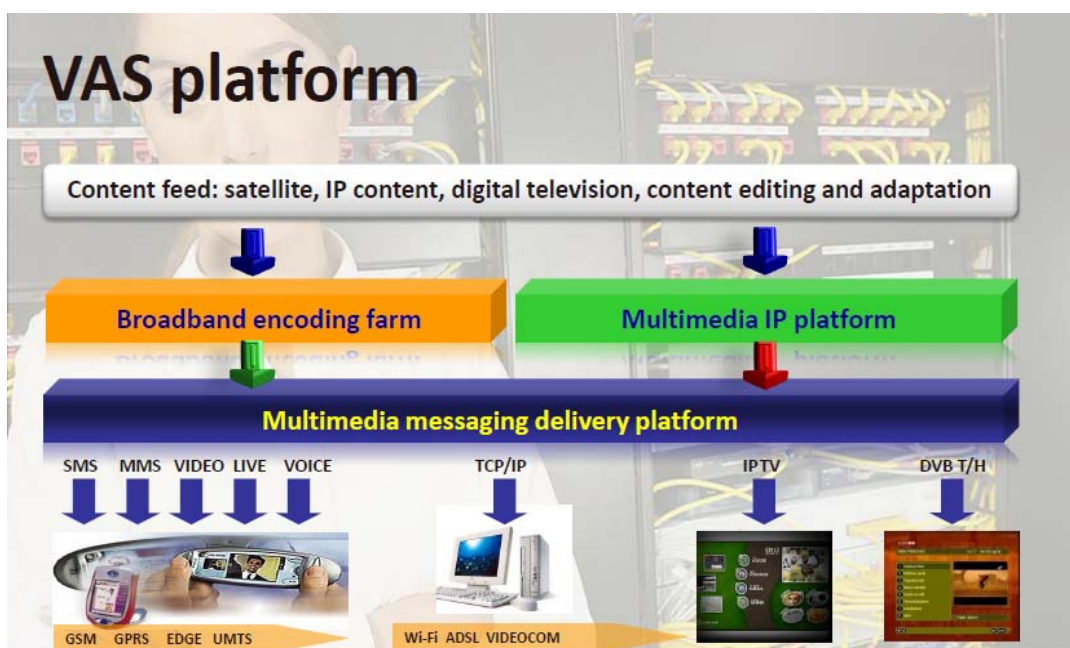 VAS platform
Content feed: satellite, IP content, digital television, content editing and adaptation
Broadband encoding farm
Multimedia IP platform
Multimedia messaging delivery platform
SMS MMS VIDEO LIVE VOICE TCP/IP IPTV DVB T/H
GSM GPRS EDGE UMTS
Wi-Fi ADSL VIDEOCOM